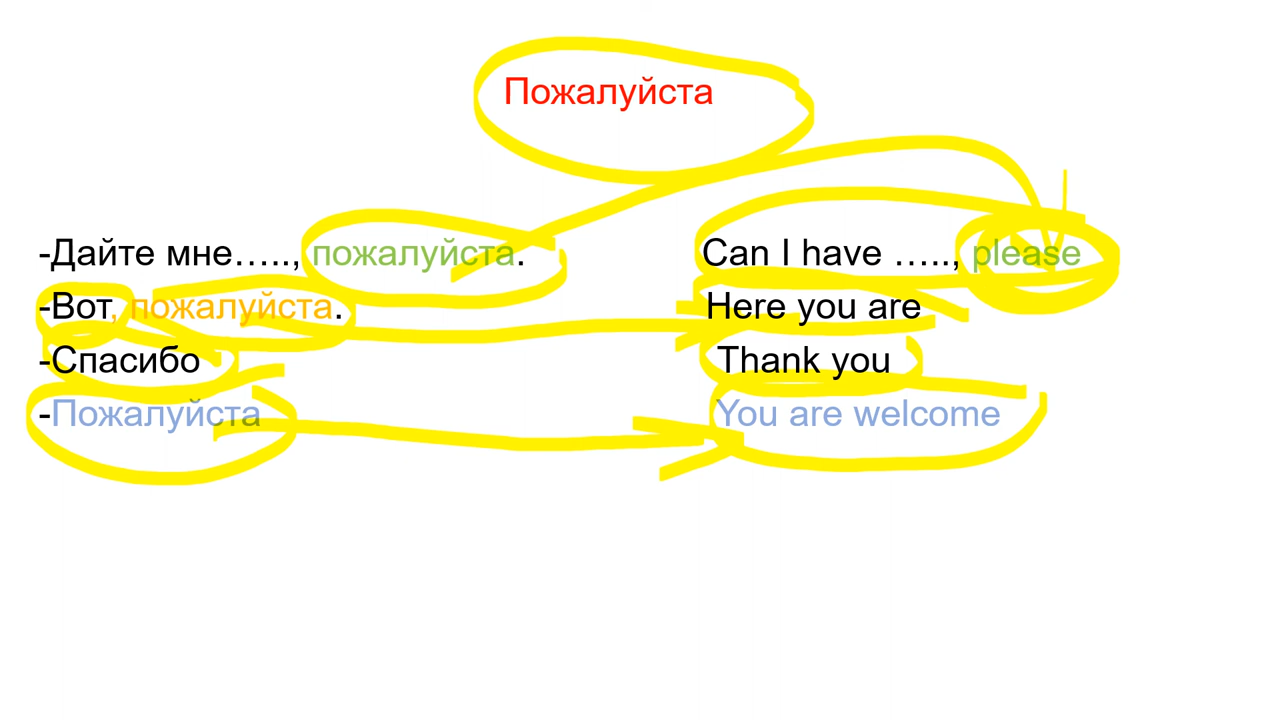 Пожалуйста
-Дайте мне….., пожалуйста. Can I have ….., please
-Вот, пожалуйста. Here you are
-Спасибо Thank you
-Пожалуйста You are welcome